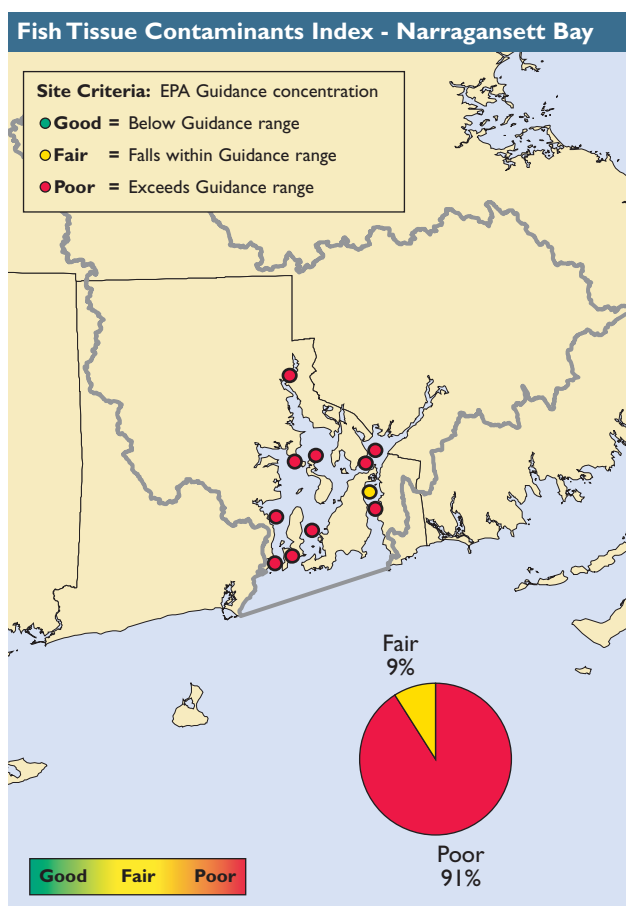 Fish Tissue Contaminants Index - Narragansett Bay
Site Criteria: EPA Guidance concentration
Good = Below Guidance range
Fair = Falls within Guidance range
Poor = Exceeds Guidance range
Fair
9%
Poor
91%
Good Fair Poor